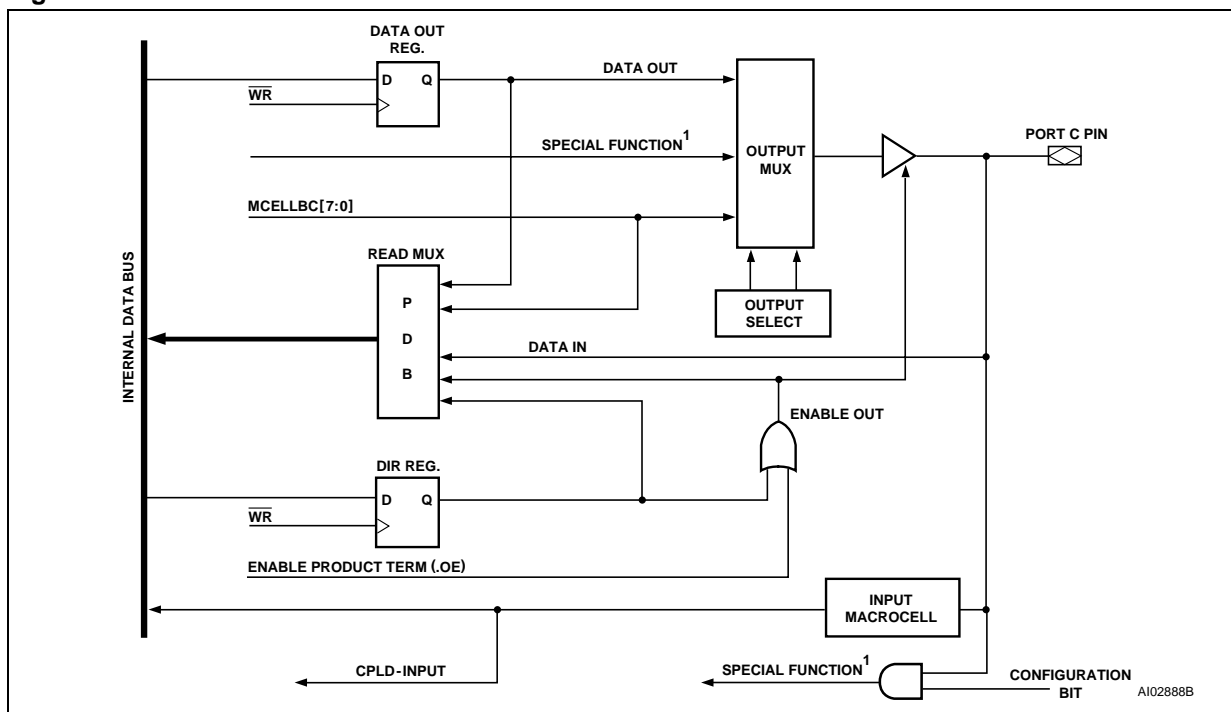 DATA OUT
REG.
D Q
WR
DATA OUT
SPECIAL FUNCTION1
OUTPUT
MUX
PORT C PIN
MCELLBC[7:0]
READ MUX
P
D
B
OUTPUT
SELECT
INTERNAL DATA BUS
DATA IN
ENABLE OUT
DIR REG.
D Q
WR
ENABLE PRODUCT TERM (.OE)
INPUT
MACROCELL
CPLD-INPUT
SPECIAL FUNCTION1
CONFIGURATION
BIT
AI02888B